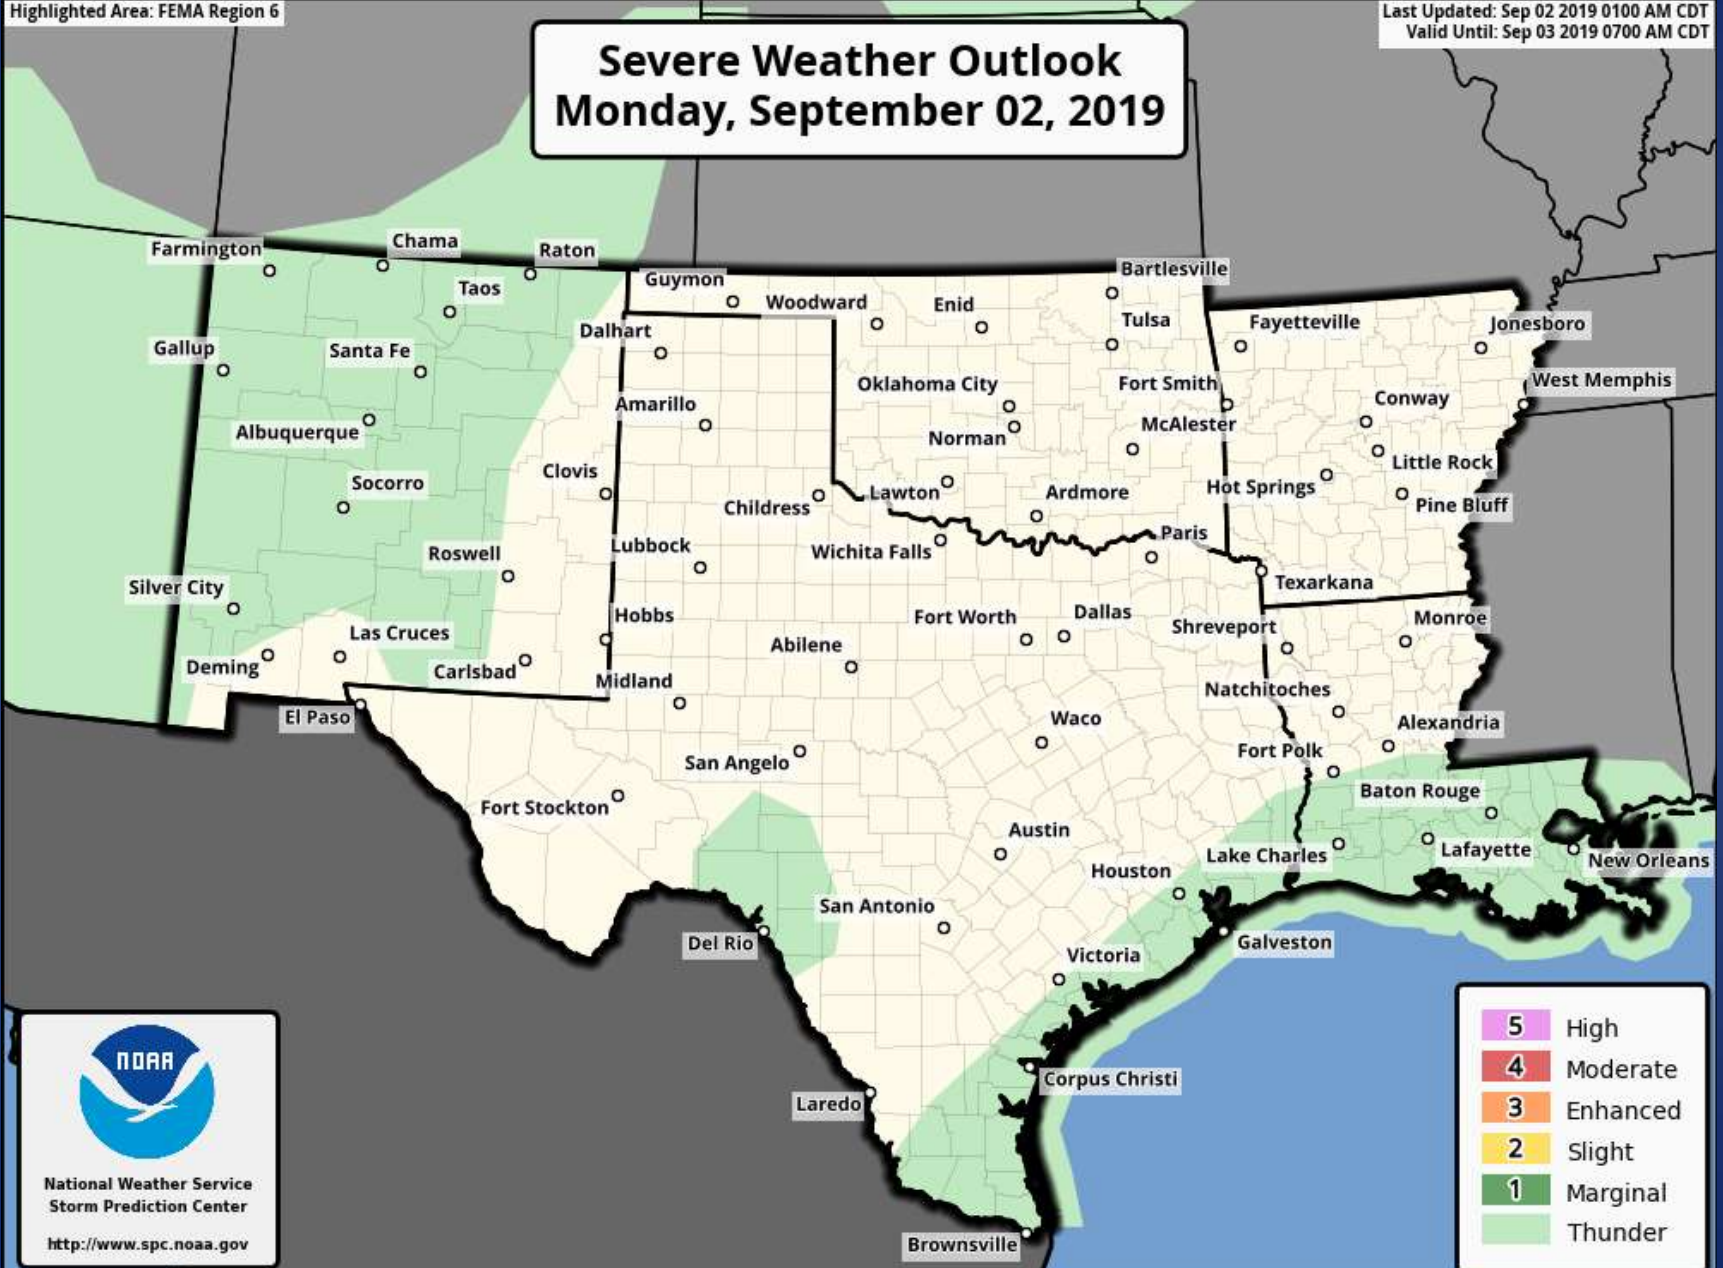 Highlighted Area: FEMA Region 6
Last Updated: Sep 02 2019 0100 AM CDT
Valid Until: Sep 03 2019 0700 AM CDT
Severe Weather Outlook
Monday, September 02, 2019
Farmington
Chama
Raton
Taos
Guymon
Woodward
Enid
Bartlesville
Tulsa
Fayetteville
Jonesboro
Gallup
Santa Fe
Dalhart
Oklahoma City
Fort Smith
West Memphis
Conway
Amarillo
Albuquerque
Norman
McAlester
Clovis
Socorro
Childress
Lawton
Ardmore
Hot Springs
Little Rock
Pine Bluff
Roswell
Lubbock
Wichita Falls
Paris
Silver City
Texarkana
Las Cruces
Hobbs
Fort Worth
Dallas
Shreveport
Monroe
Abilene
Deming
Carlsbad
Midland
Natchitoches
El Paso
Waco
Alexandria
San Angelo
Fort Polk
Fort Stockton
Baton Rouge
Austin
Houston
Lake Charles
Lafayette
New Orleans
San Antonio
Del Rio
Galveston
Victoria
Corpus Christi
Laredo
Brownsville
NOAA
National Weather Service
Storm Prediction Center
http://www.spc.noaa.gov
5 High
4 Moderate
3 Enhanced
2 Slight
1 Marginal
Thunder